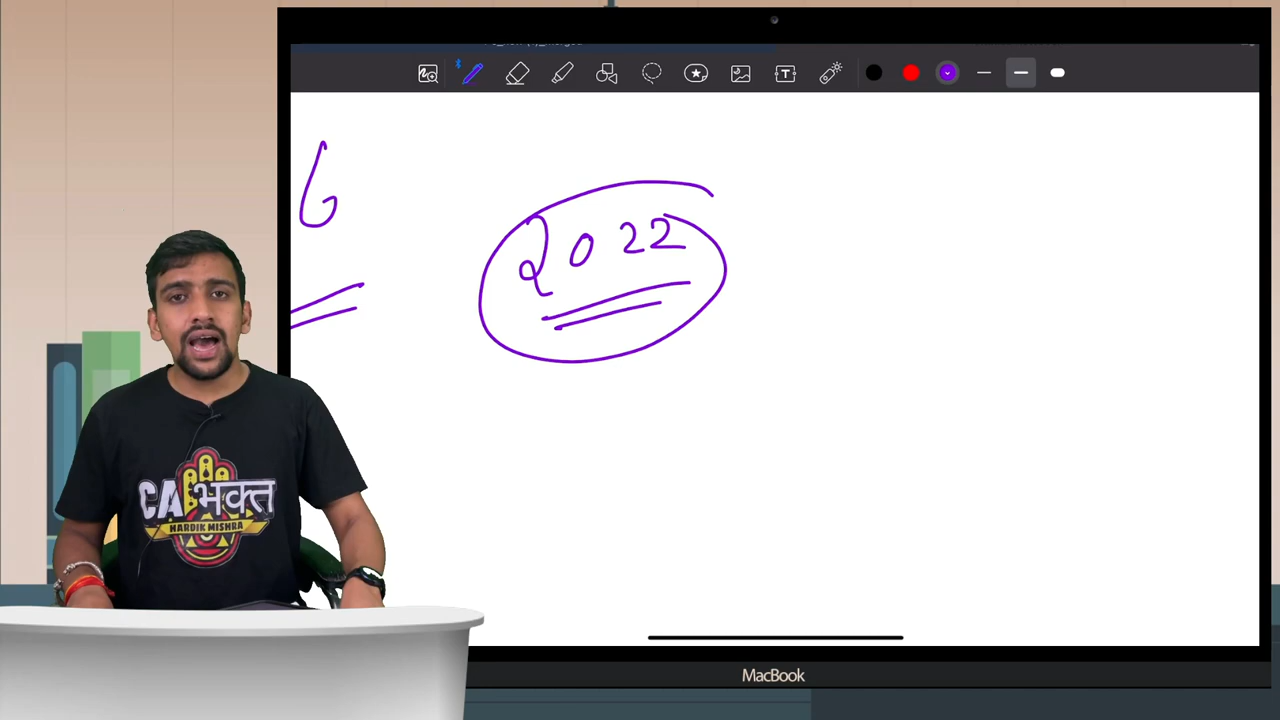 6
2022
CA भक्त
HARDIK MISHRA
T
MacBook